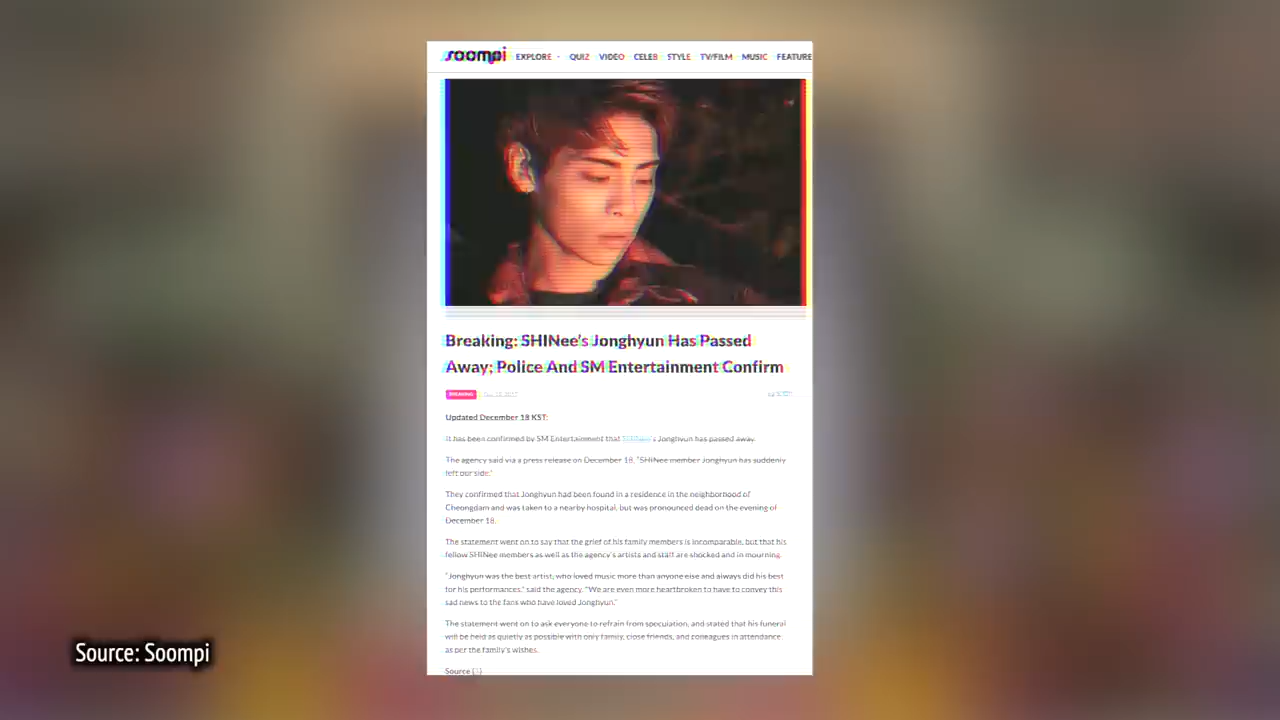 soompi EXPLORE QUIZ VIDEO CELEB STYLE TV/FILM MUSIC FEATURE
Breaking: SHINee's Jonghyun Has Passed
Away; Police And SM Entertainment Confirm
BREAKING
Updated December 18 KST:
It has been confirmed by SM Entertainment that SHINee's Jonghyun has passed away.
The agency said via a press release on December 18, "SHINee member Jonghyun has suddenly
left our side."
They confirmed that Jonghyun had been found in a residence in the neighborhood of
Cheongdam and was taken to a nearby hospital, but was pronounced dead on the evening of
December 18.
The statement went on to say that the grief of his family members is incomparable, but that his
fellow SHINee members as well as the agency's artists and staff are shocked and in mourning.
"Jonghyun was the best artist, who loved music more than anyone else and always did his best
for his performances," said the agency. "We are even more heartbroken to have to convey this
sad news to the fans who have loved Jonghyun."
The statement went on to ask everyone to refrain from speculation, and stated that his funeral
will be held as quietly as possible with only family, close friends, and colleagues in attendance,
as per the family's wishes.
Source: Soompi
Source (1)